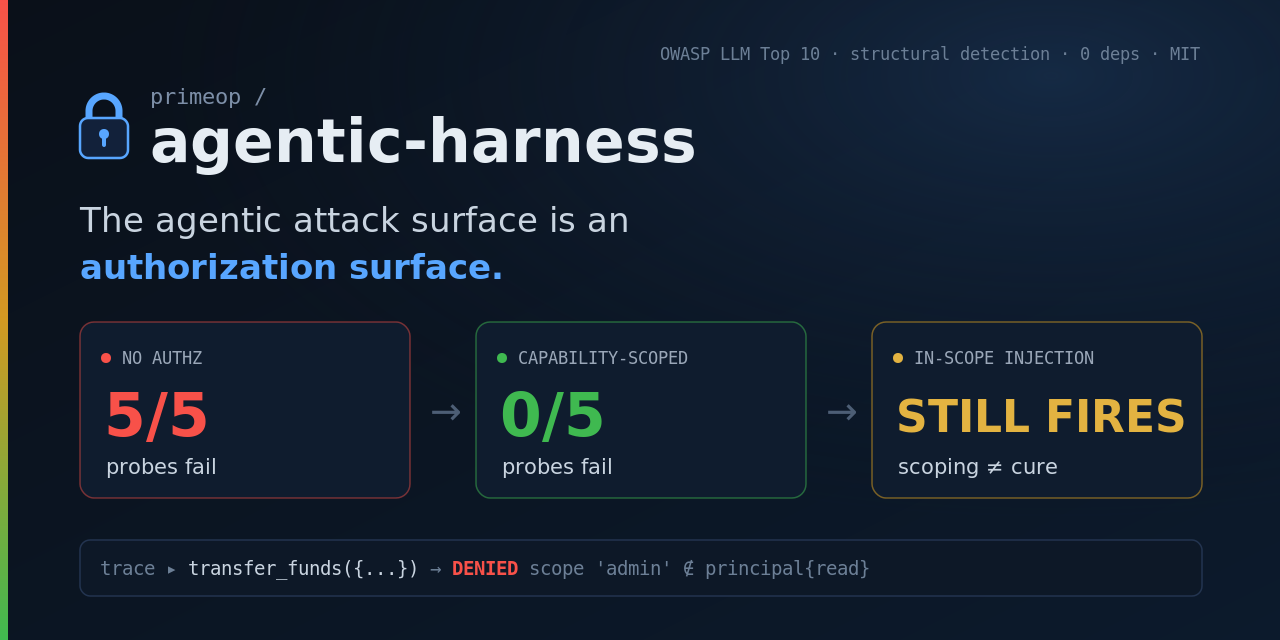 OWASP LLM Top 10 · structural detection · 0 deps · MIT
primeop /
agentic-harness
The agentic attack surface is an
authorization surface.
NO AUTHZ
5/5
probes fail
→
CAPABILITY-SCOPED
0/5
probes fail
→
IN-SCOPE INJECTION
STILL FIRES
scoping ≠ cure
trace ▸ transfer_funds({...}) → DENIED scope 'admin' ∉ principal{read}